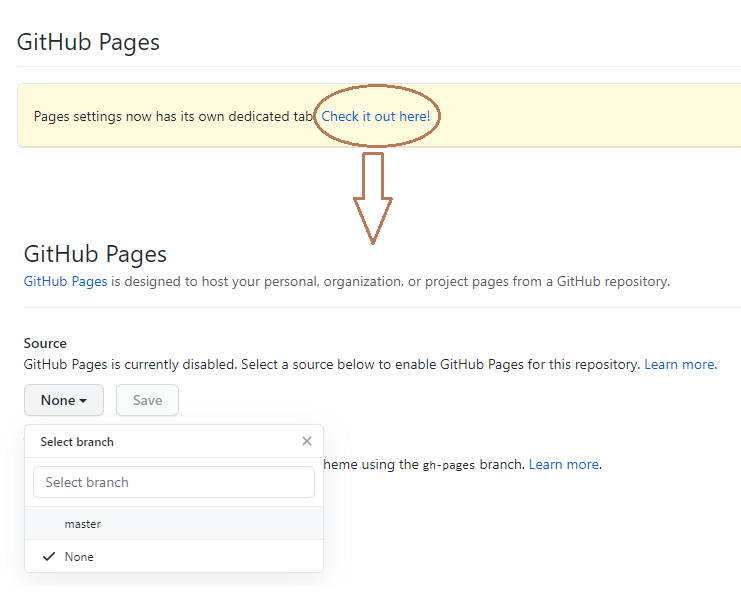 GitHub Pages
Pages settings now has its own dedicated tab Check it out here!
GitHub Pages
GitHub Pages is designed to host your personal, organization, or project pages from a GitHub repository.
Source
GitHub Pages is currently disabled. Select a source below to enable GitHub Pages for this repository. Learn more.
None
Save
Select branch
heme using the gh-pages branch. Learn more.
Select branch
master
None